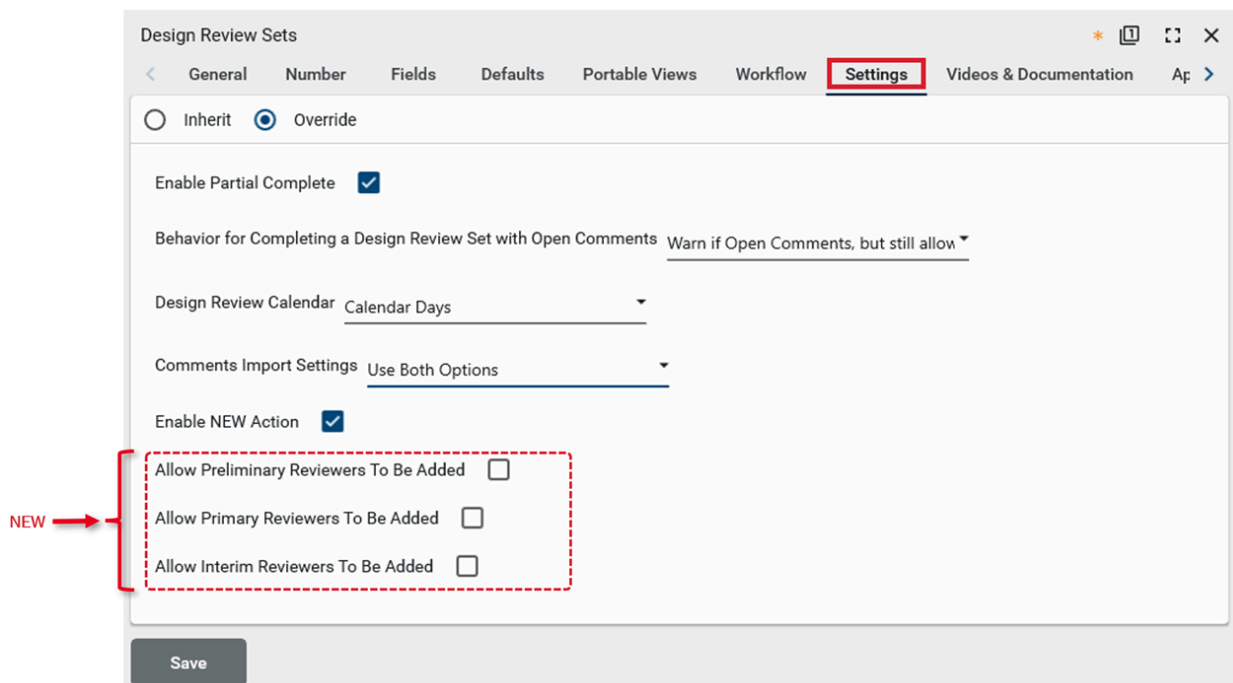 Design Review Sets
General Number Fields Defaults Portable Views Workflow Settings Videos & Documentation Ap
Inherit Override
Enable Partial Complete
Behavior for Completing a Design Review Set with Open Comments Warn if Open Comments, but still allow
Design Review Calendar Calendar Days
Comments Import Settings Use Both Options
Enable NEW Action
Allow Preliminary Reviewers To Be Added
Allow Primary Reviewers To Be Added
NEW
Allow Interim Reviewers To Be Added
Save